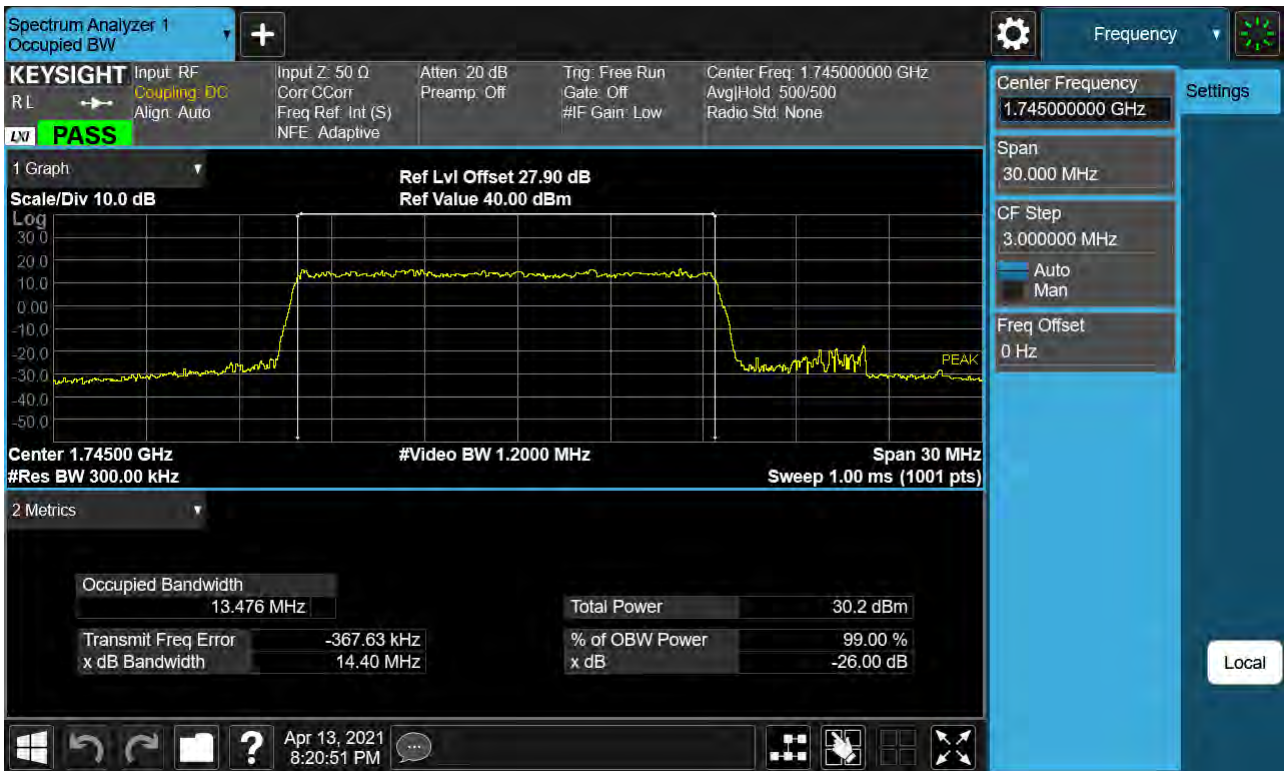 Spectrum Analyzer 1
Occupied BW
+
Frequency
KEYSIGHT
RL
LXI
PASS
Input: RF
Coupling: DC
Align: Auto
Input Z: 50 Ω
Corr CCorr
Freq Ref: Int (S)
NFE: Adaptive
Atten: 20 dB
Preamp: Off
Trig: Free Run
Gate: Off
#IF Gain: Low
Center Freq: 1.745000000 GHz
Avg|Hold: 500/500
Radio Std: None
1 Graph
Scale/Div 10.0 dB
Ref Lvl Offset 27.90 dB
Ref Value 40.00 dBm
Log
30.0
20.0
10.0
0.00
-10.0
-20.0
-30.0
-40.0
-50.0
PEAK
Center 1.74500 GHz
#Video BW 1.2000 MHz
Span 30 MHz
#Res BW 300.00 kHz
Sweep 1.00 ms (1001 pts)
2 Metrics
Occupied Bandwidth
13.476 MHz
Total Power 30.2 dBm
Transmit Freq Error -367.63 kHz
% of OBW Power 99.00 %
x dB Bandwidth 14.40 MHz
x dB -26.00 dB
Center Frequency
1.745000000 GHz
Settings
Span
30.000 MHz
CF Step
3.000000 MHz
Auto
Man
Freq Offset
0 Hz
Local
?
Apr 13, 2021
8:20:51 PM